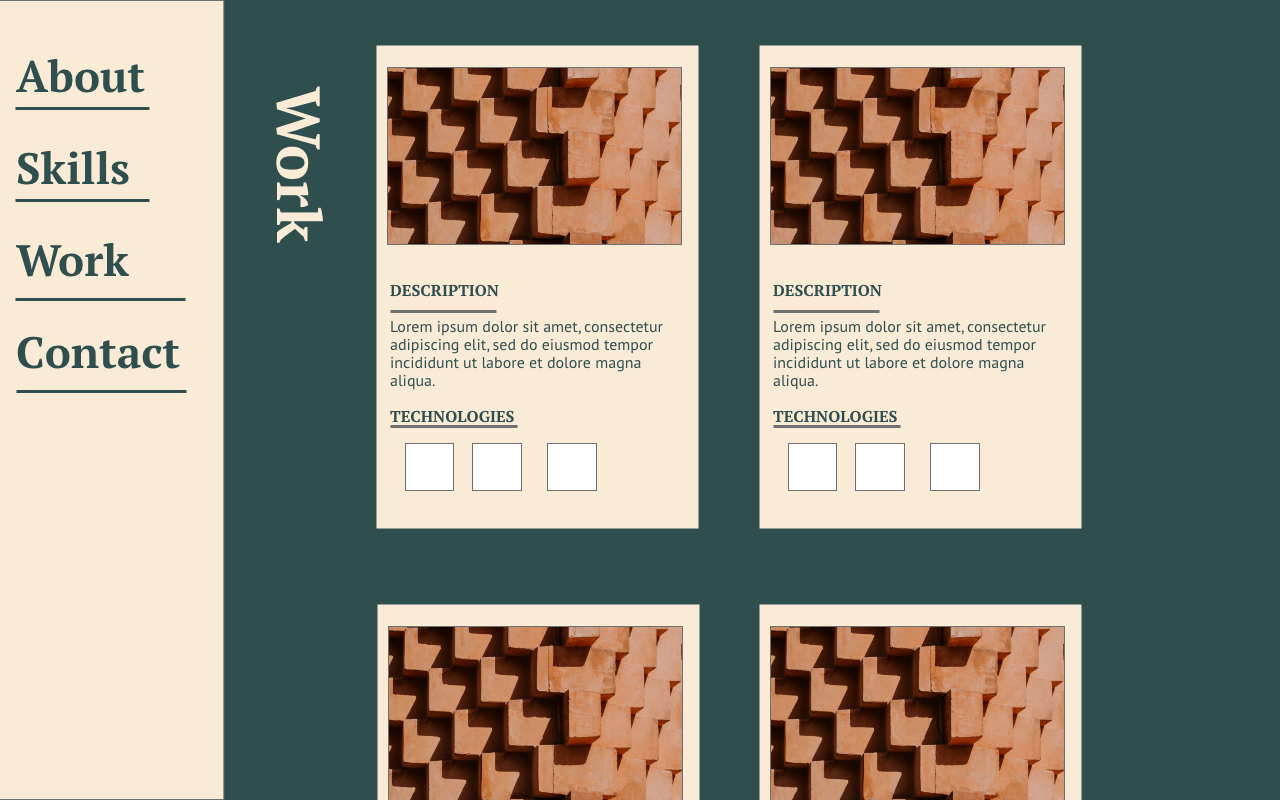 About
Skills
Work
Contact
Work
DESCRIPTION
Lorem ipsum dolor sit amet, consectetur
adipiscing elit, sed do eiusmod tempor
incididunt ut labore et dolore magna
aliqua.
TECHNOLOGIES
DESCRIPTION
Lorem ipsum dolor sit amet, consectetur
adipiscing elit, sed do eiusmod tempor
incididunt ut labore et dolore magna
aliqua.
TECHNOLOGIES